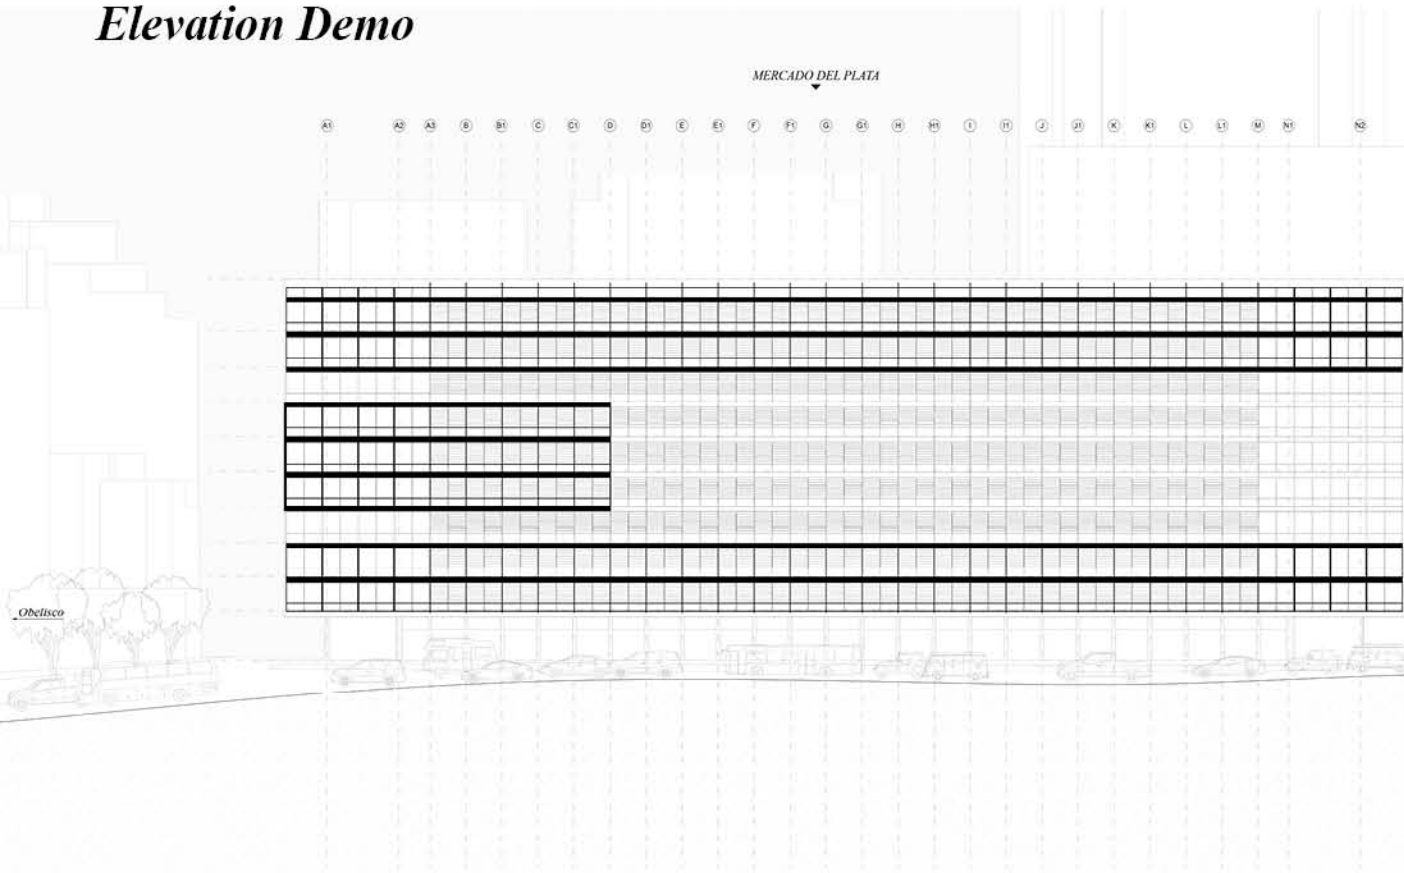 Elevation Demo
MERCADO DEL PLATA
A1 A2 A3 B B1 C C1 D D1 E E1 F F1 G G1 H H1 I I1 J J1 K K1 L L1 M N1 N2
Obelisco